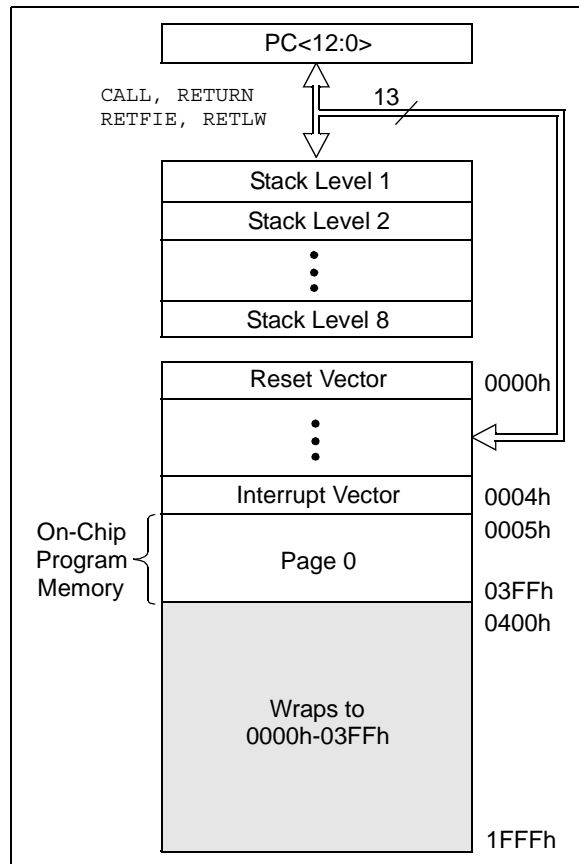 PC<12:0>
CALL, RETURN
RETFIE, RETLW
13
Stack Level 1
Stack Level 2
Stack Level 8
Reset Vector
0000h
Interrupt Vector
0004h
On-Chip
Program
Memory
0005h
Page 0
03FFh
0400h
Wraps to
0000h-03FFh
1FFFh